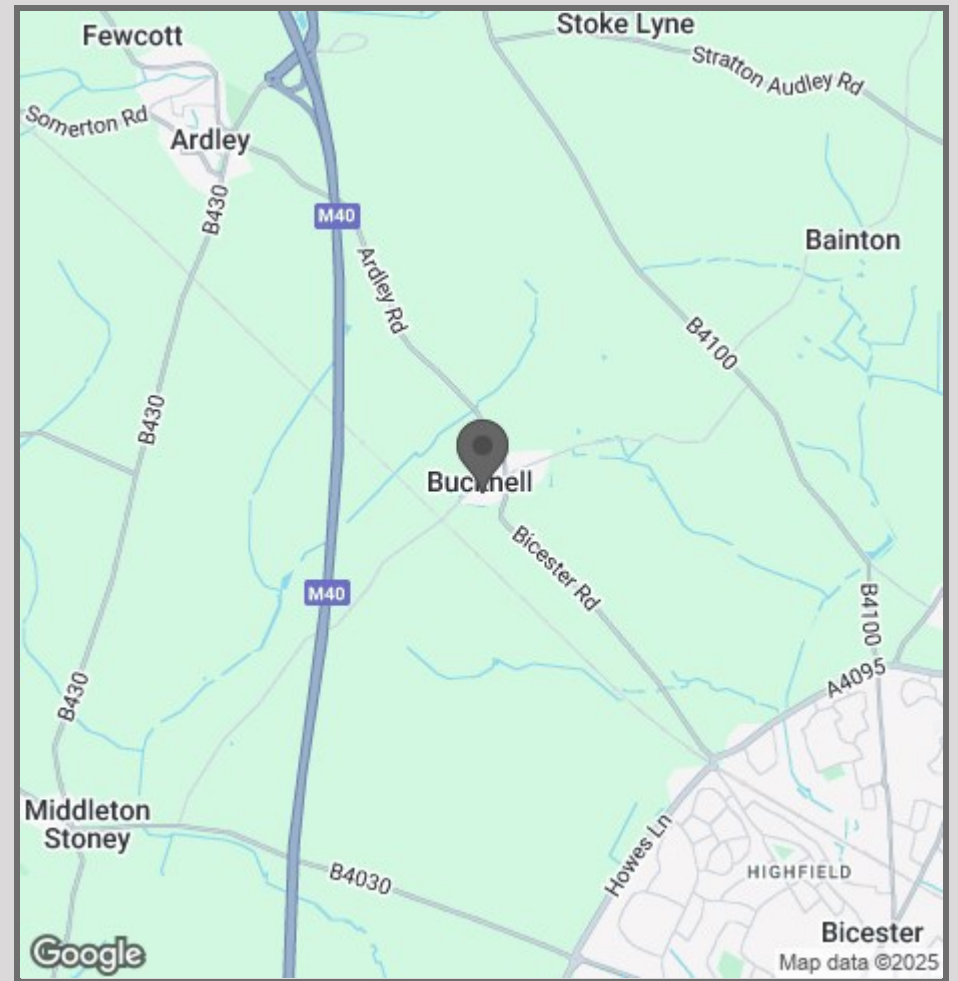 Fewcott
Stoke Lyne
Stratton Audley Rd
Somerton Rd
Ardley
B430
M40
Ardley Rd
Bainton
B4100
B430
Bucknell
Bicester Rd
M40
B4100
A4095
B430
Middleton
Stoney
Howes Ln
B4030
HIGHFIELD
Bicester
Google
Map data ©2025